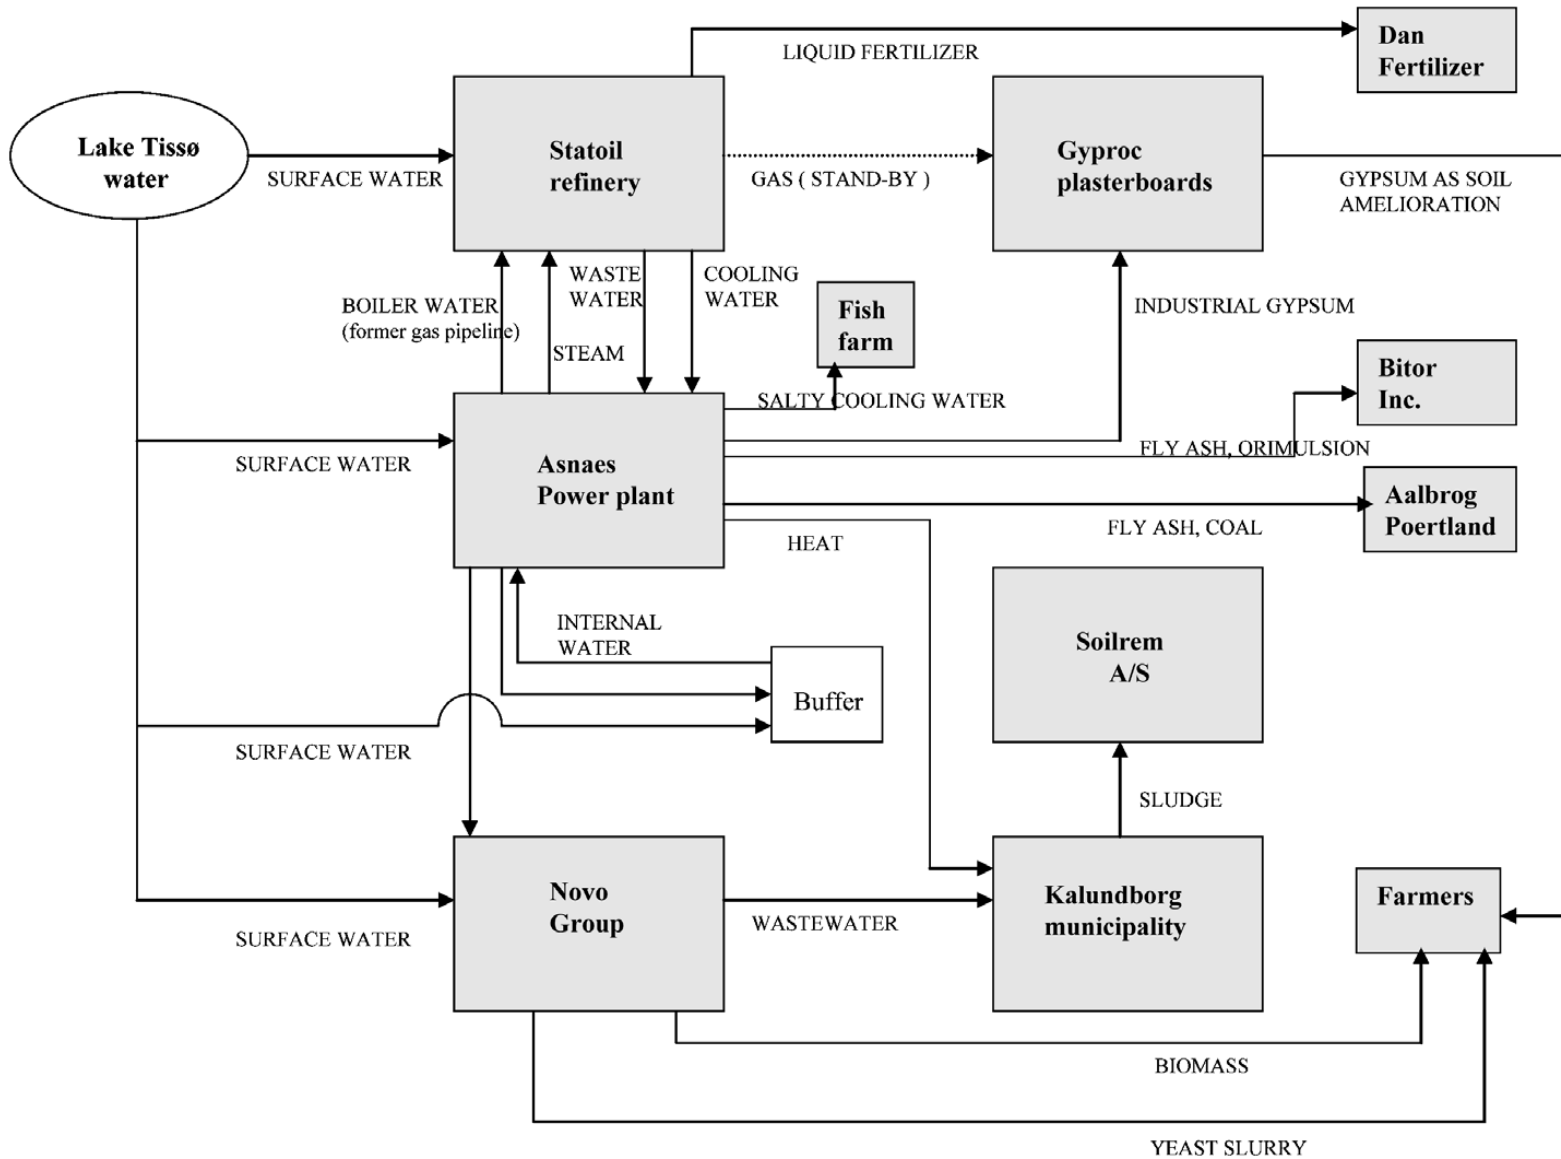 Dan
Fertilizer
LIQUID FERTILIZER
Lake Tissø
water
SURFACE WATER
Statoil
refinery
GAS ( STAND-BY )
Gyproc
plasterboards
GYPSUM AS SOIL
AMELIORATION
BOILER WATER
(former gas pipeline)
STEAM
WASTE
WATER
COOLING
WATER
Fish
farm
INDUSTRIAL GYPSUM
Bitor
Inc.
SALTY COOLING WATER
SURFACE WATER
Asnaes
Power plant
FLY ASH, ORIMULSION
Aalbrog
Poertland
FLY ASH, COAL
HEAT
INTERNAL
WATER
Buffer
Soilrem
A/S
SURFACE WATER
SLUDGE
Novo
Group
SURFACE WATER
WASTEWATER
Kalundborg
municipality
Farmers
BIOMASS
YEAST SLURRY